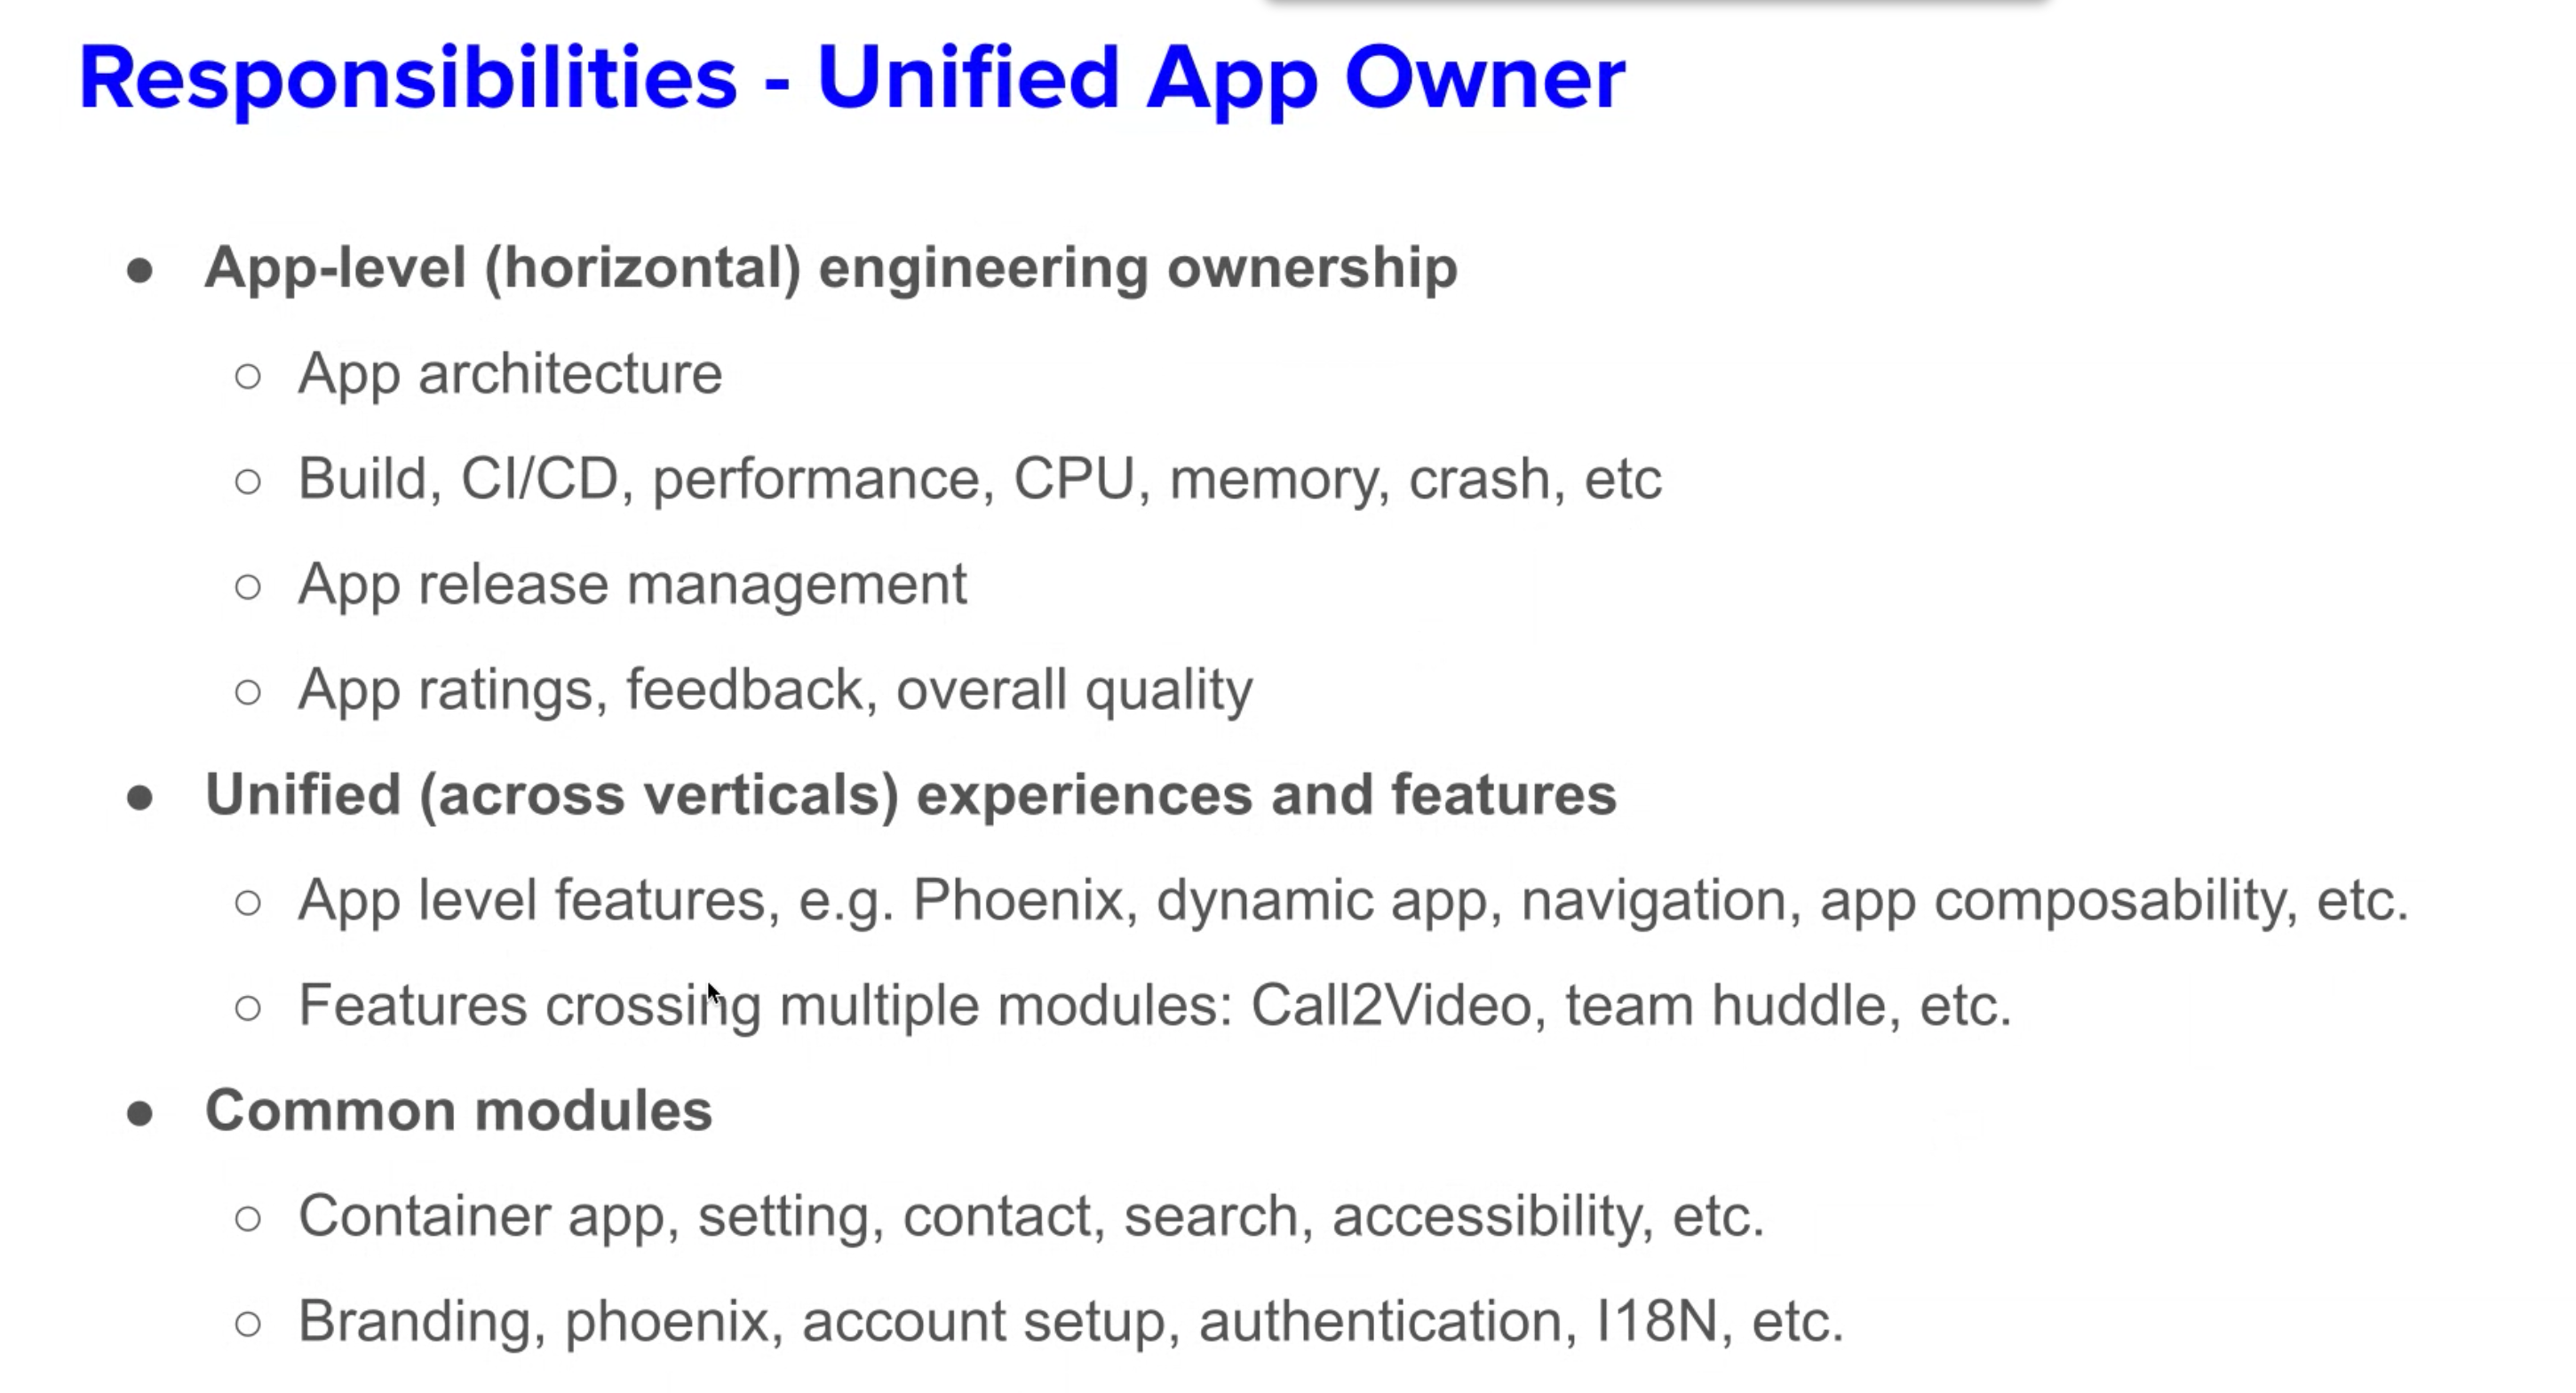 Responsibilities - Unified App Owner
● App-level (horizontal) engineering ownership
○ App architecture
○ Build, CI/CD, performance, CPU, memory, crash, etc
○ App release management
○ App ratings, feedback, overall quality
● Unified (across verticals) experiences and features
○ App level features, e.g. Phoenix, dynamic app, navigation, app composability, etc.
○ Features crossing multiple modules: Call2Video, team huddle, etc.
● Common modules
○ Container app, setting, contact, search, accessibility, etc.
○ Branding, phoenix, account setup, authentication, I18N, etc.